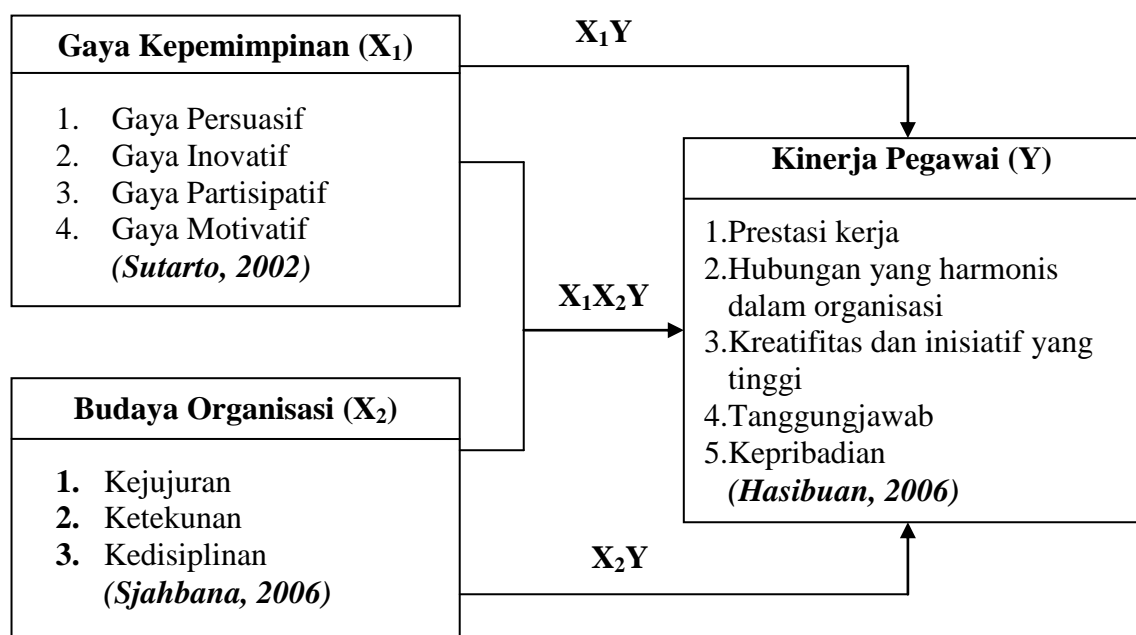 Gaya Kepemimpinan (X₁)
1. Gaya Persuasif
2. Gaya Inovatif
3. Gaya Partisipatif
4. Gaya Motivatif
(Sutarto, 2002)
X₁Y
X₁X₂Y
Budaya Organisasi (X₂)
1. Kejujuran
2. Ketekunan
3. Kedisiplinan
(Sjahbana, 2006)
X₂Y
Kinerja Pegawai (Y)
1.Prestasi kerja
2.Hubungan yang harmonis
dalam organisasi
3.Kreatifitas dan inisiatif yang
tinggi
4.Tanggungjawab
5.Kepribadian
(Hasibuan, 2006)